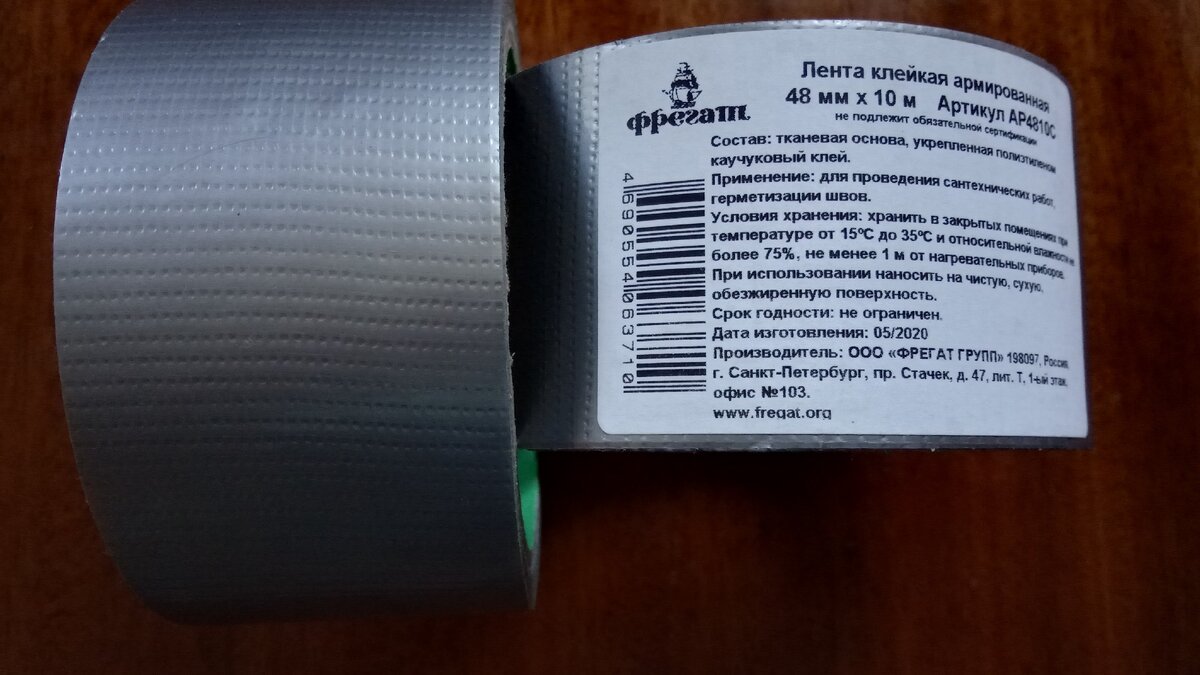 фрегат
Лента клейкая армированная
48 мм х 10 м Артикул АР4810С
не подлежит обязательной сертификации
Состав: тканевая основа, укрепленная полиэтиленом
каучуковый клей.
Применение: для проведения сантехнических работ,
герметизации швов.
Условия хранения: хранить в закрытых помещениях при
температуре от 15ºС до 35ºС и относительной влажности не
более 75%, не менее 1 м от нагревательных приборов.
При использовании наносить на чистую, сухую,
обезжиренную поверхность.
Срок годности: не ограничен.
Дата изготовления: 05/2020
Производитель: ООО «ФРЕГАТ ГРУПП» 198097, Россия,
г. Санкт-Петербург, пр. Стачек, д. 47, лит. Т, 1-ый этаж,
офис №103.
www.fregat.org
4690554063710